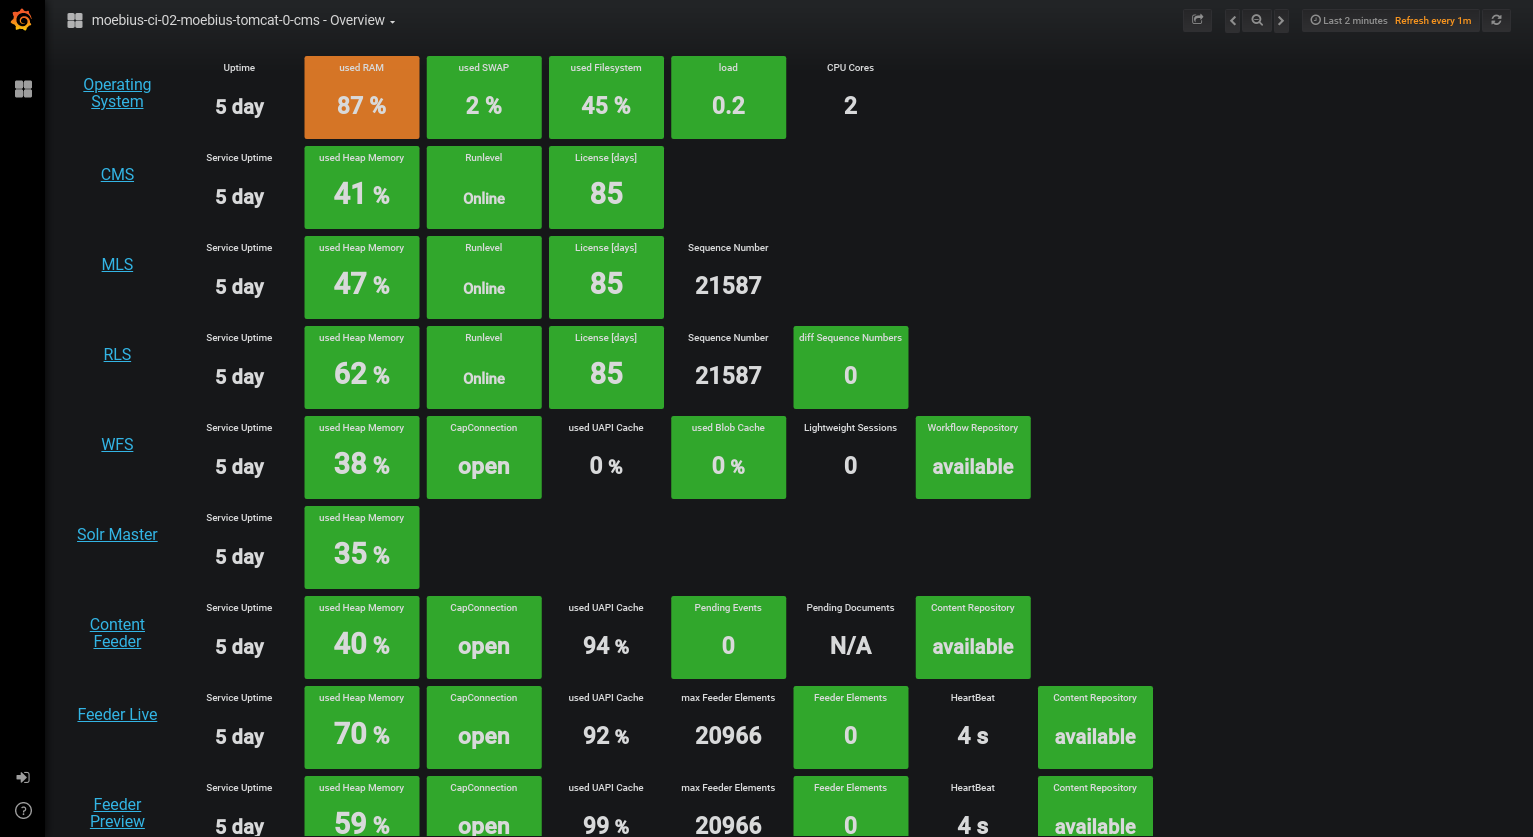 moebius-ci-02-moebius-tomcat-0-cms - Overview
Last 2 minutes Refresh every 1m
Operating
System
Uptime
5 day
used RAM
87 %
used SWAP
2 %
used Filesystem
45 %
load
0.2
CPU Cores
2
CMS
Service Uptime
5 day
used Heap Memory
41 %
Runlevel
Online
License [days]
85
MLS
Service Uptime
5 day
used Heap Memory
47 %
Runlevel
Online
License [days]
85
Sequence Number
21587
RLS
Service Uptime
5 day
used Heap Memory
62 %
Runlevel
Online
License [days]
85
Sequence Number
21587
diff Sequence Numbers
0
WFS
Service Uptime
5 day
used Heap Memory
38 %
CapConnection
open
used UAPI Cache
0 %
used Blob Cache
0 %
Lightweight Sessions
0
Workflow Repository
available
Solr Master
Service Uptime
5 day
used Heap Memory
35 %
Content
Feeder
Service Uptime
5 day
used Heap Memory
40 %
CapConnection
open
used UAPI Cache
94 %
Pending Events
0
Pending Documents
N/A
Content Repository
available
Feeder Live
Service Uptime
5 day
used Heap Memory
70 %
CapConnection
open
used UAPI Cache
92 %
max Feeder Elements
20966
Feeder Elements
0
HeartBeat
4 s
Content Repository
available
Feeder
Preview
Service Uptime
5 day
used Heap Memory
59 %
CapConnection
open
used UAPI Cache
99 %
max Feeder Elements
20966
Feeder Elements
0
HeartBeat
4 s
Content Repository
available